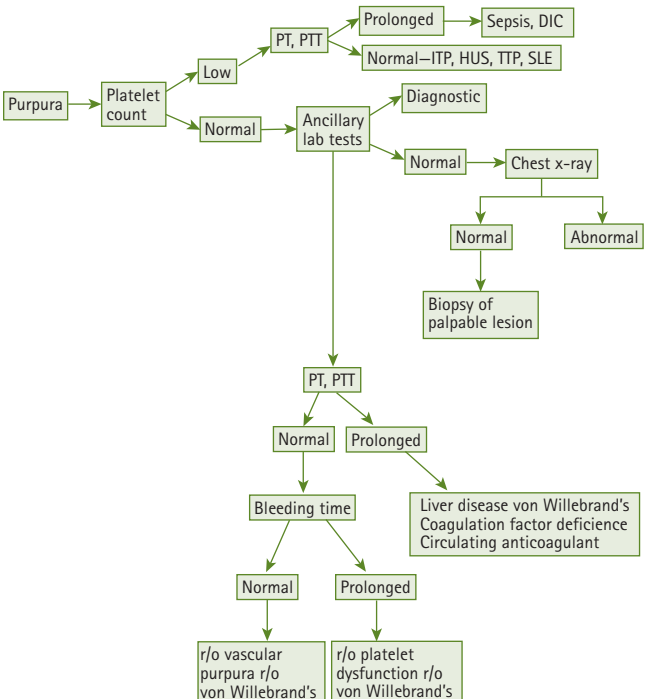 Purpura
Platelet
count
Low
PT, PTT
Prolonged
Sepsis, DIC
Normal—ITP, HUS, TTP, SLE
Normal
Ancillary
lab tests
Diagnostic
Normal
Chest x-ray
Normal
Abnormal
Biopsy of
palpable lesion
PT, PTT
Normal
Prolonged
Liver disease von Willebrand's
Coagulation factor deficience
Circulating anticoagulant
Bleeding time
Normal
Prolonged
r/o vascular
purpura r/o
von Willebrand's
r/o platelet
dysfunction r/o
von Willebrand's